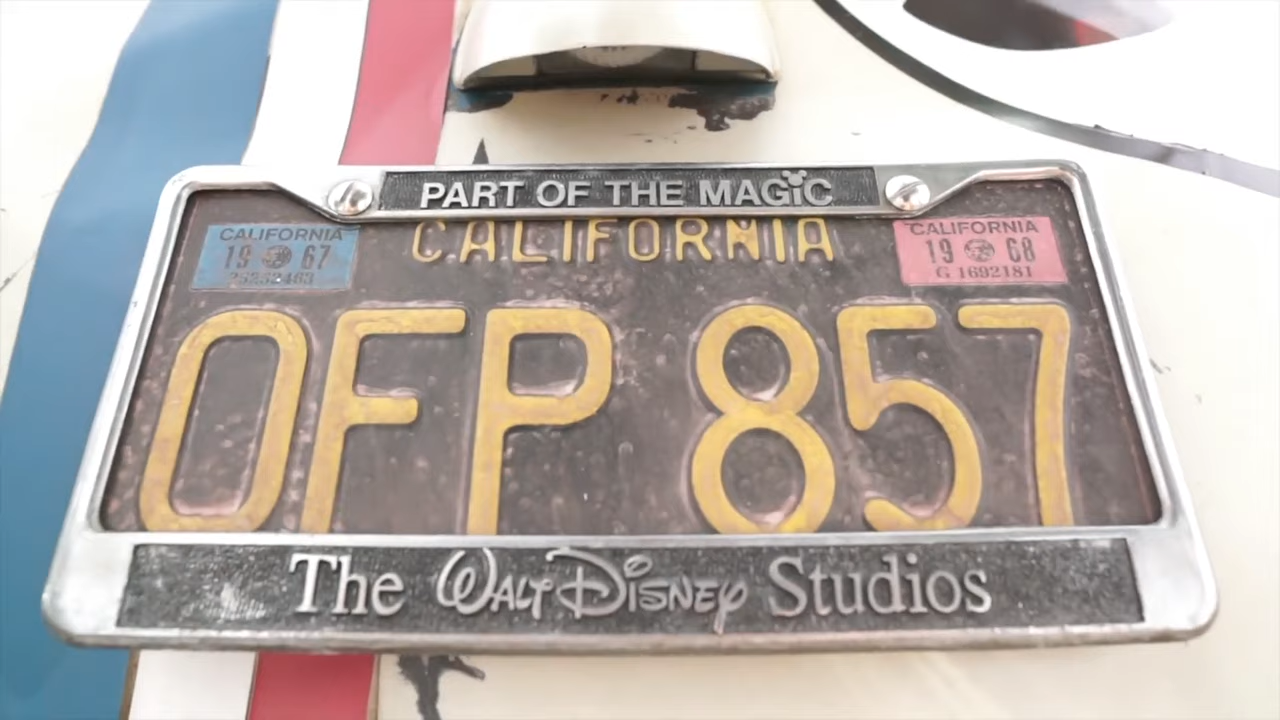 PART OF THE MAGiC
CALIFORNIA
CALIFORNIA
19 67
CALIFORNIA
19 68
G 1692181
OFP 857
The WALT DISNEY Studios